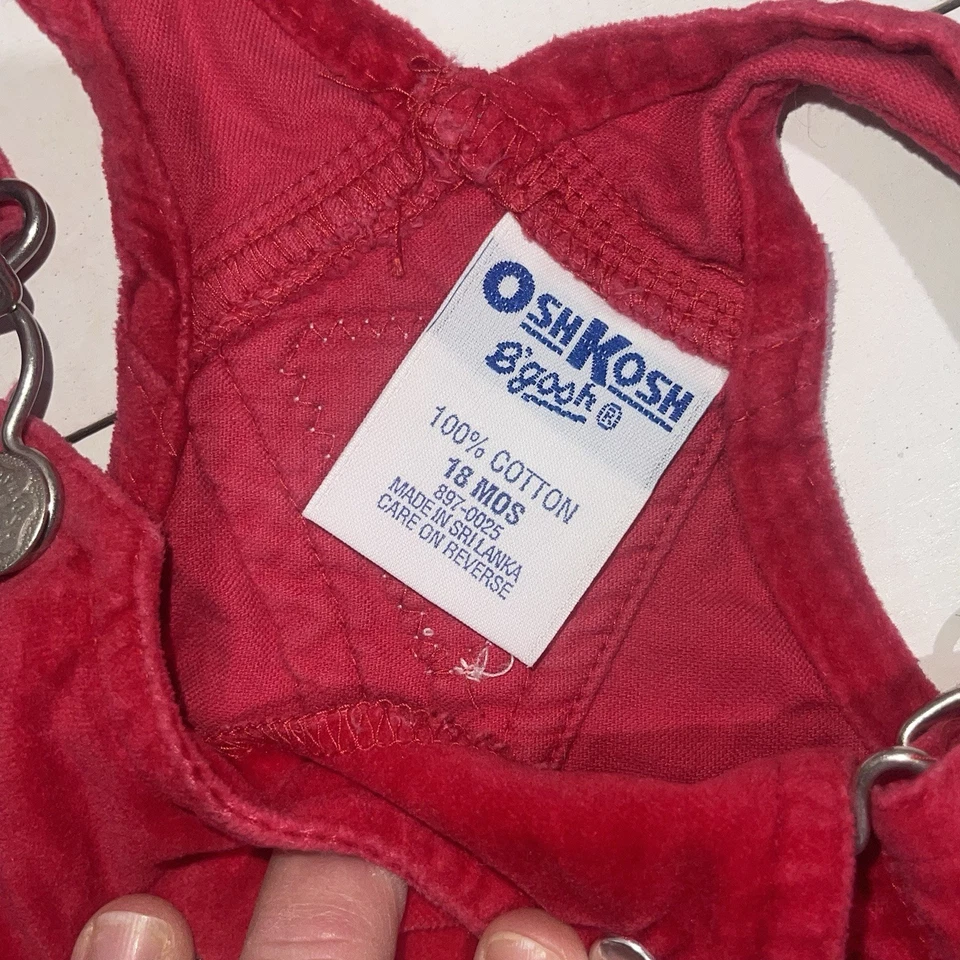 OSHKOSH
B'gosh ®
100% COTTON
18 MOS
897-0025
MADE IN SRI LANKA
CARE ON REVERSE